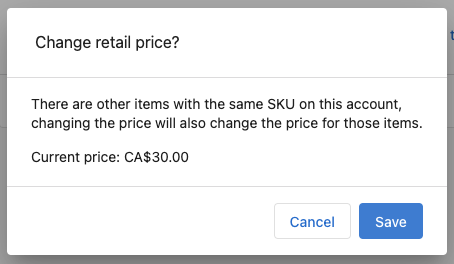 Change retail price?
There are other items with the same SKU on this account,
changing the price will also change the price for those items.
Current price: CA$30.00
Cancel
Save